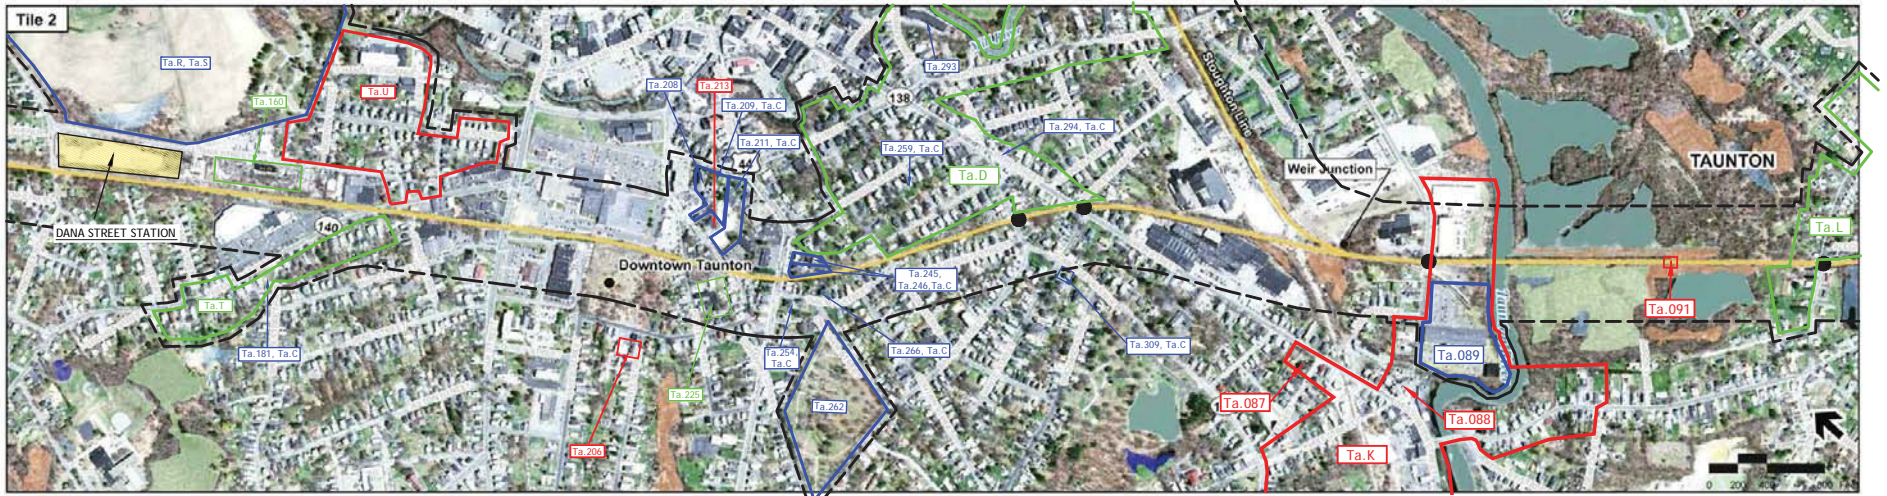 Tile 2
Ta.R, Ta.S
Ta.160
Ta.U
Ta.208
Ta.213
Ta.209, Ta.C
Ta.211, Ta.C
44
Ta.293
138
Ta.259, Ta.C
Ta.294, Ta.C
Ta.D
Stoughton Line
Weir Junction
TAUNTON
Ta.L
DANA STREET STATION
140
Downtown Taunton
Ta.245,
Ta.246,Ta.C
Ta.T
Ta.181, Ta.C
Ta.206
Ta.225
Ta.254,
Ta.C
Ta.266, Ta.C
Ta.262
Ta.309, Ta.C
Ta.091
Ta.089
Ta.087
Ta.088
Ta.K
0 200 400